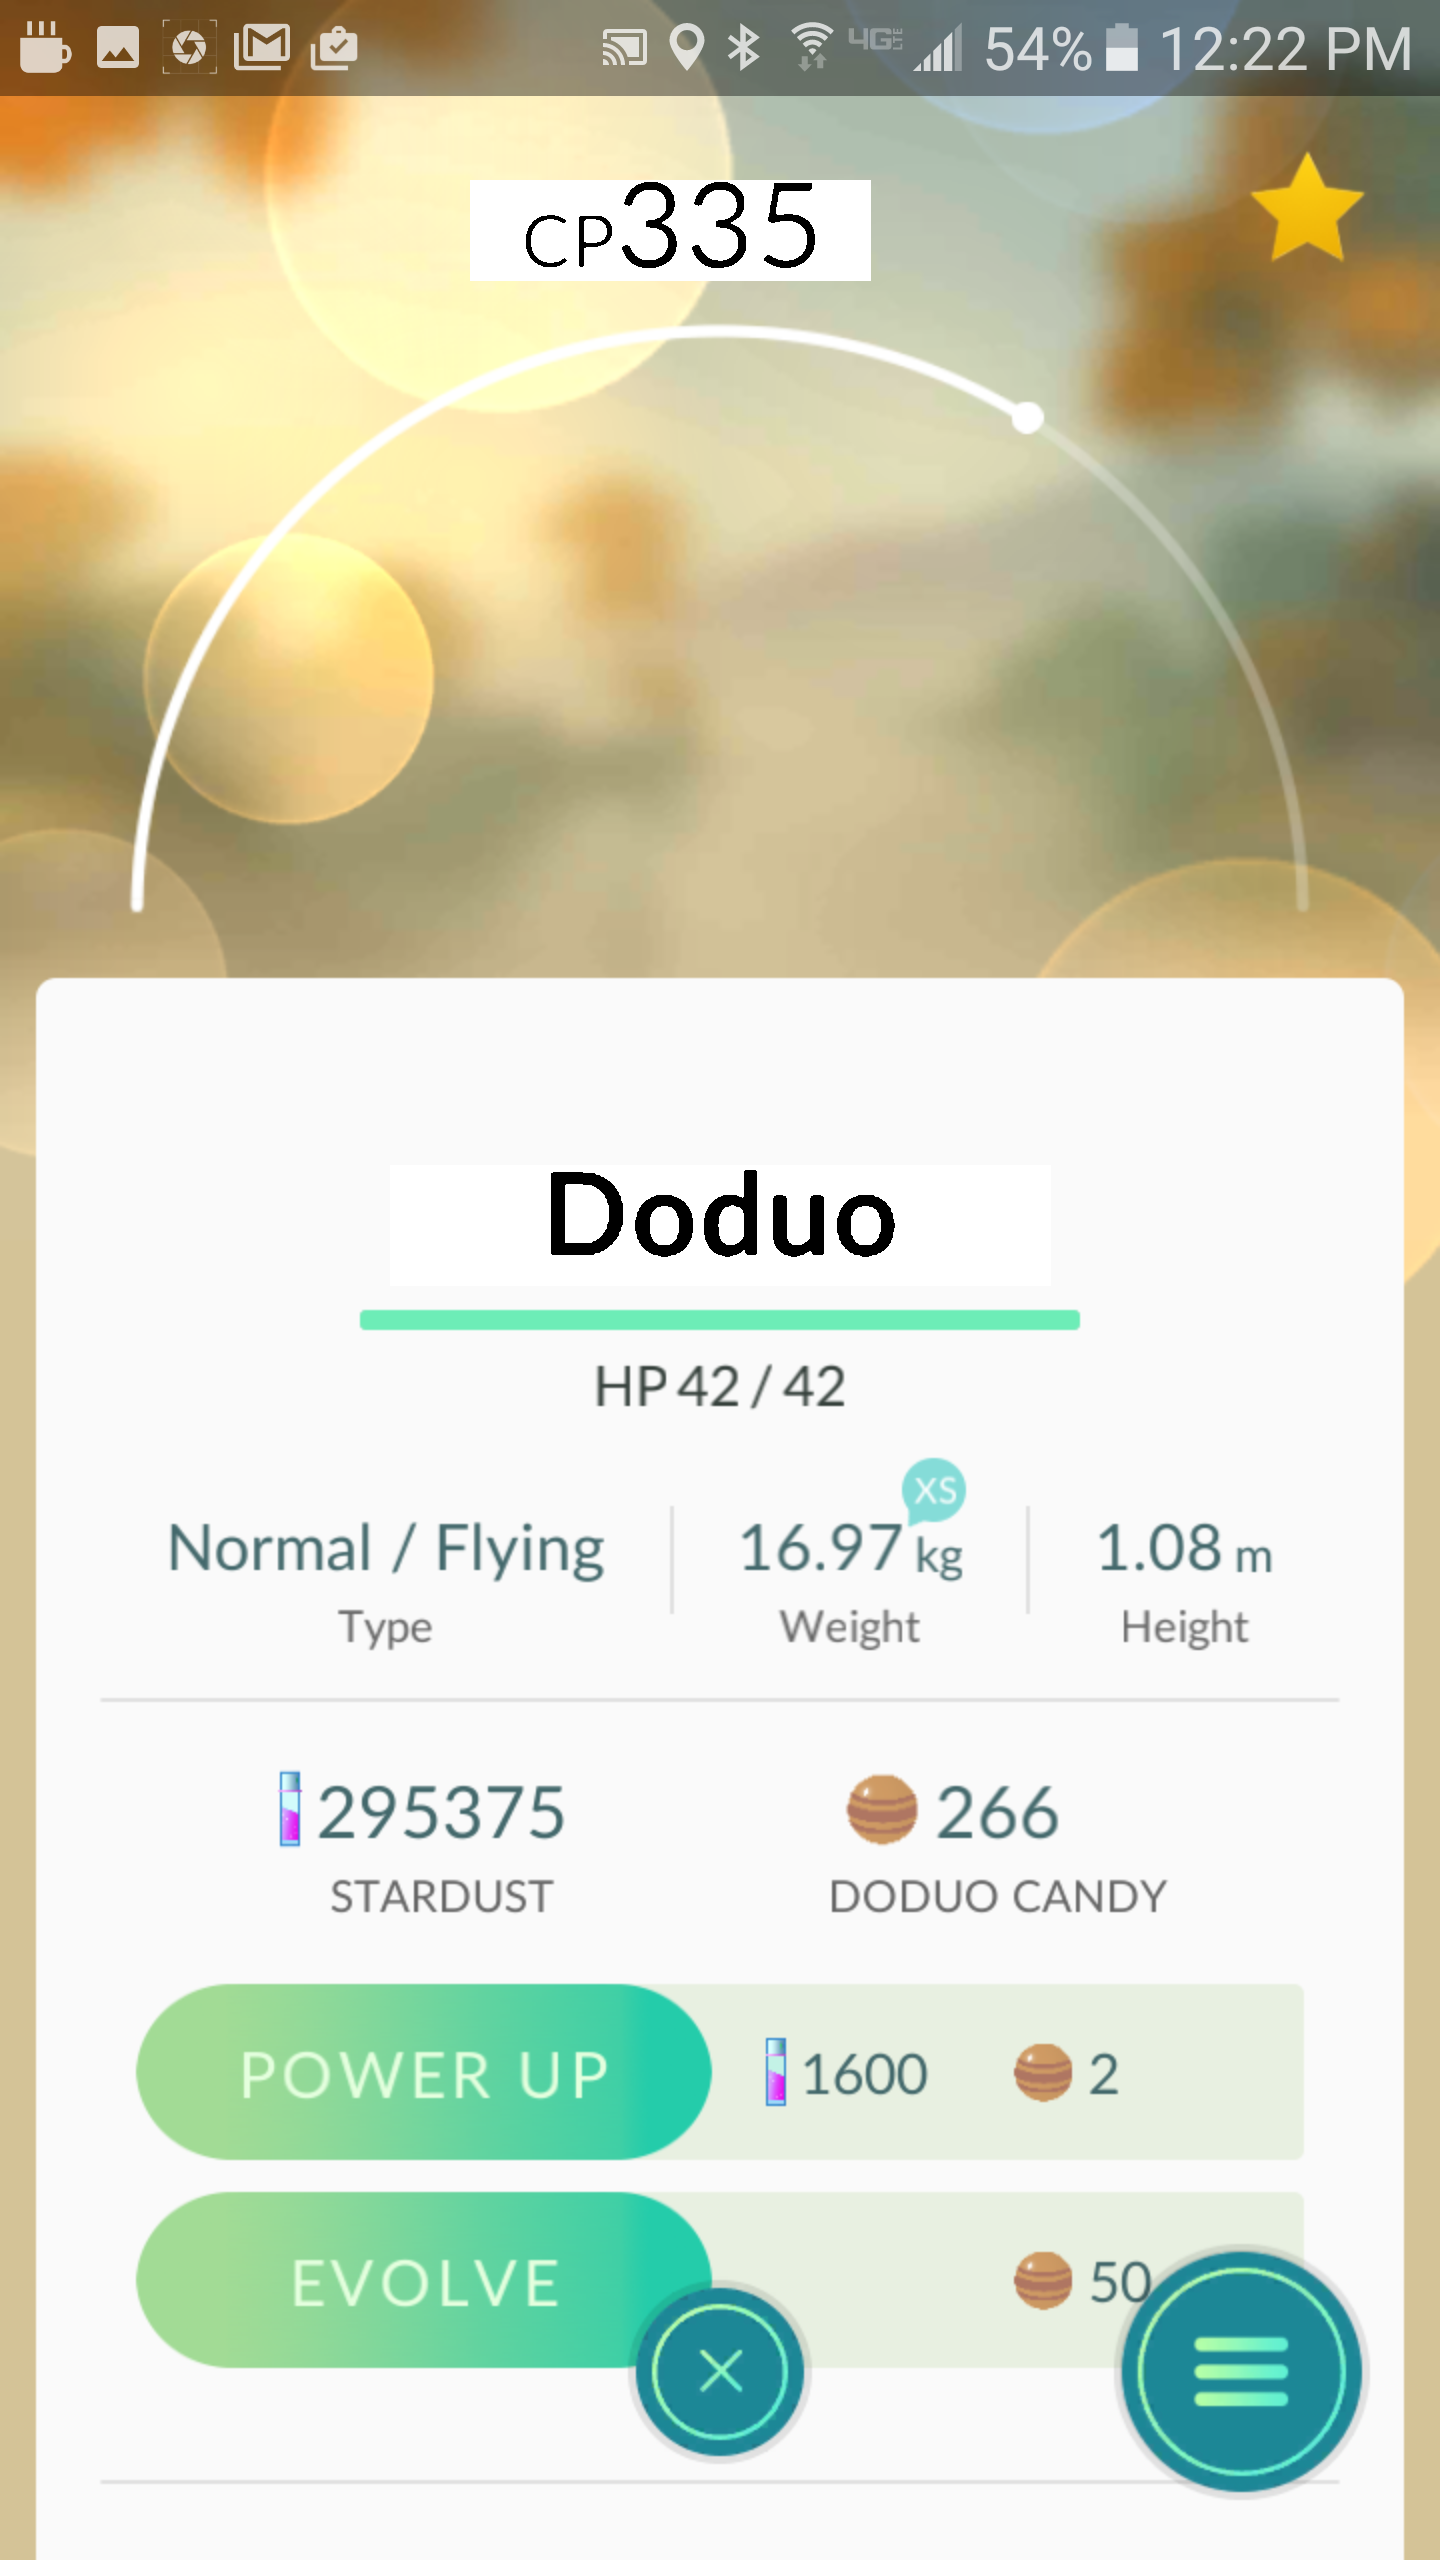 4G LTE 54% 12:22 PM
CP335
Doduo
HP 42 / 42
XS
Normal / Flying 16.97 kg 1.08 m
Type Weight Height
295375 266
STARDUST DODUO CANDY
POWER UP 1600 2
EVOLVE 50